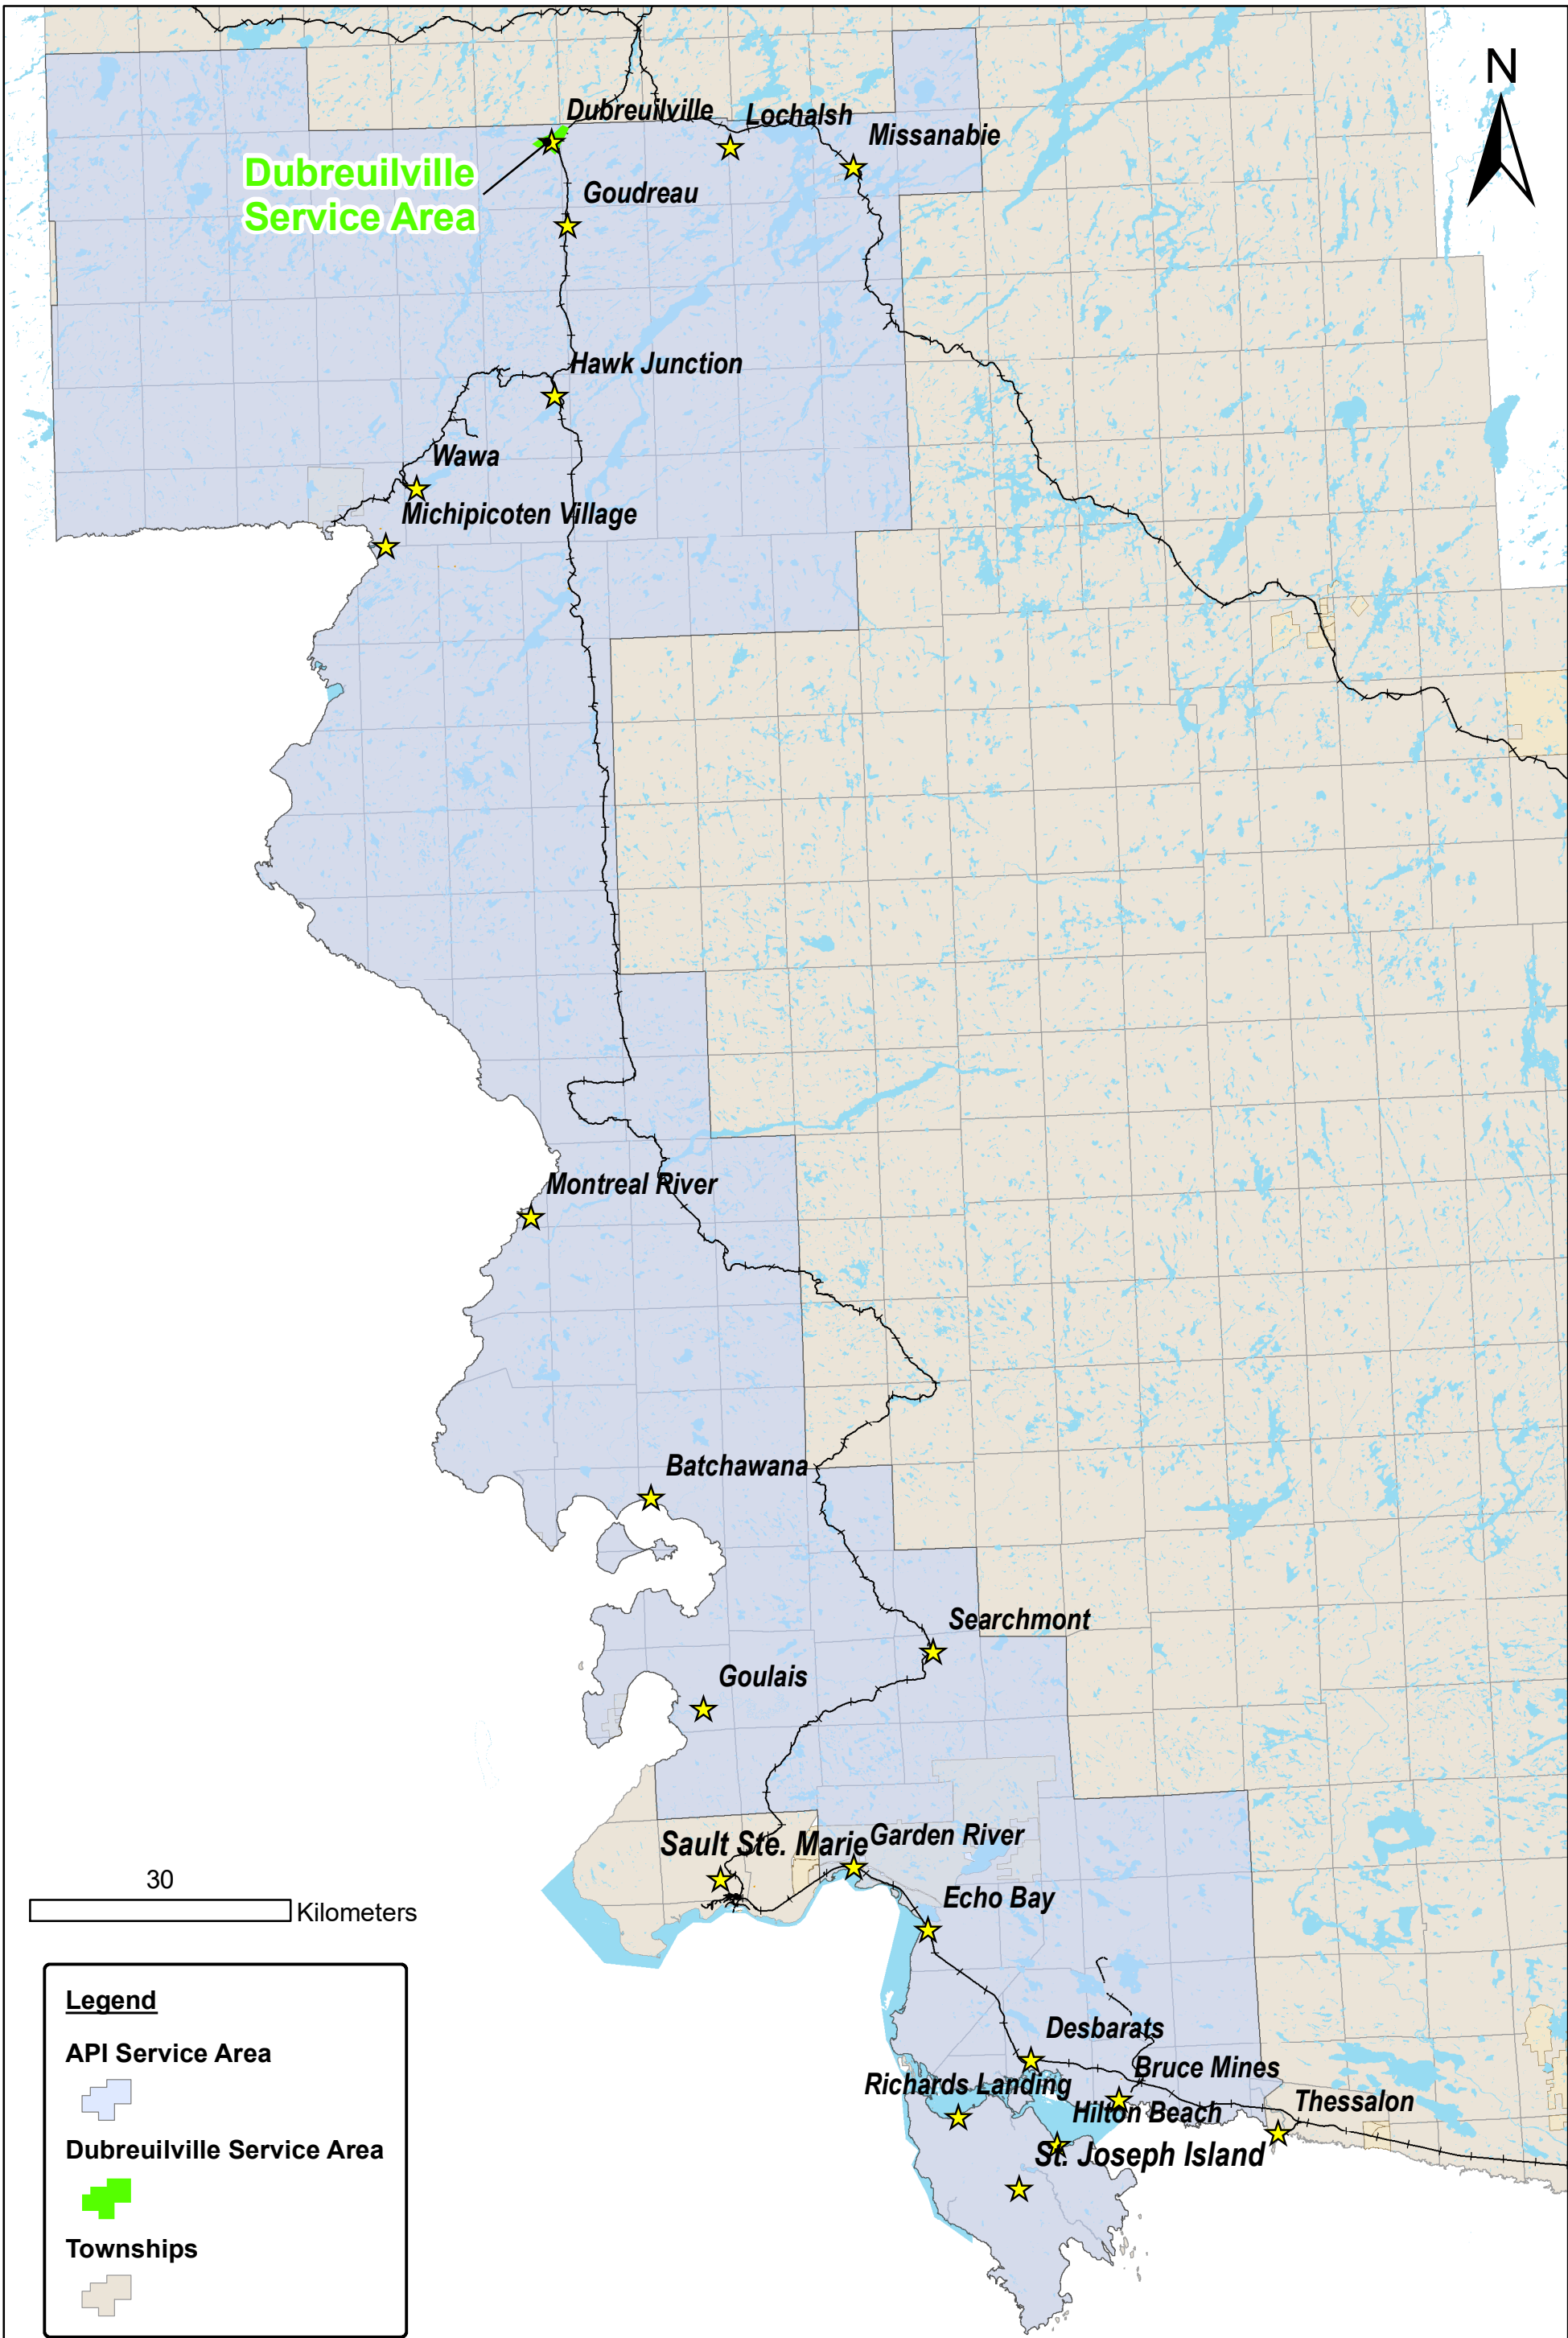 N
Dubreuilville
Lochalsh
Missanabie
Dubreuilville
Service Area
Goudreau
Hawk Junction
Wawa
Michipicoten Village
Montreal River
Batchawana
Searchmont
Goulais
Sault Ste. Marie
Garden River
Echo Bay
30
Kilometers
Desbarats
Bruce Mines
Richards Landing
Thessalon
Hilton Beach
St. Joseph Island
Legend
API Service Area
Dubreuilville Service Area
Townships